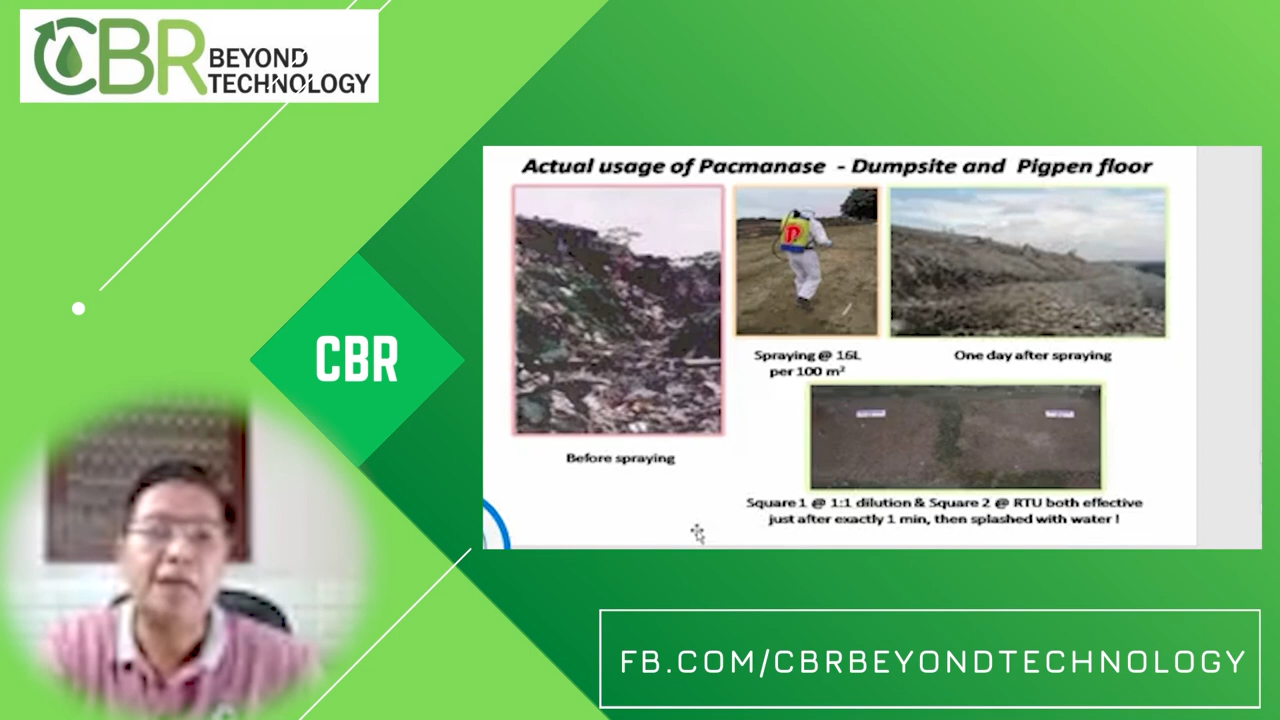 CBR BEYOND
TECHNOLOGY
Actual usage of Pacmanase - Dumpsite and Pigpen floor
Spraying @ 16L
per 100 m²
One day after spraying
CBR
Before spraying
Square 1 @ 1:1 dilution & Square 2 @ RTU both effective
just after exactly 1 min, then splashed with water !
FB.COM/CBRBEYONDTECHNOLOGY